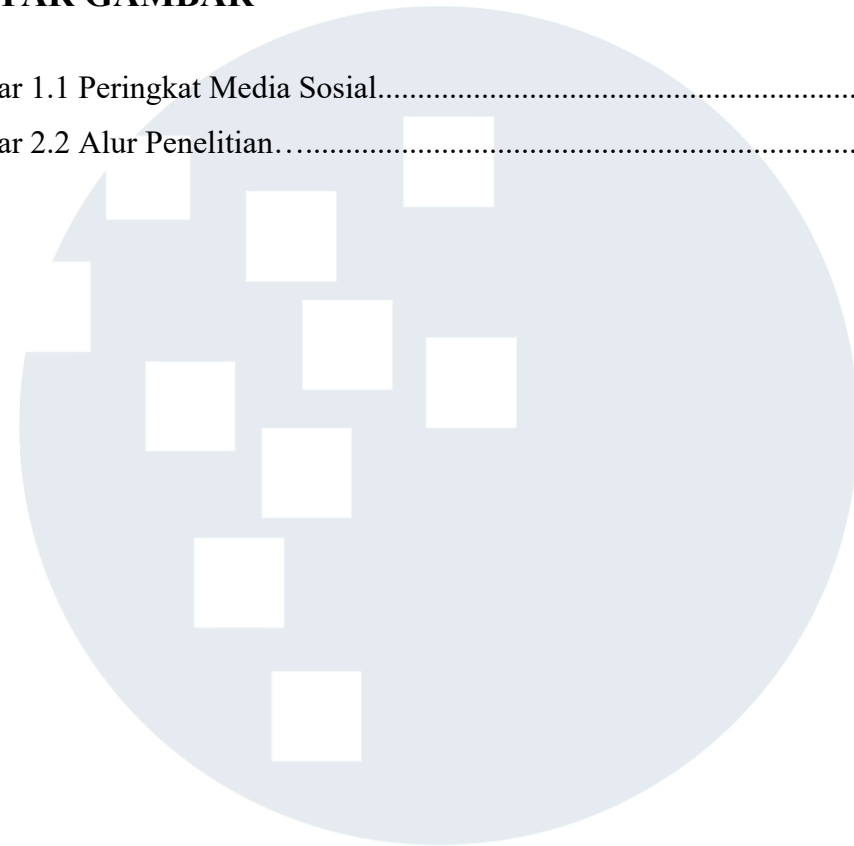 TAR GAMBAR
ar 1.1 Peringkat Media Sosial................................................................
ar 2.2 Alur Penelitian….......................................................................